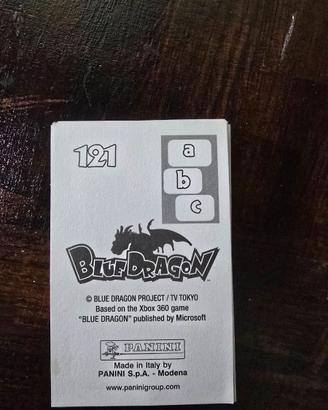 121
a
b
c
BLUE DRAGON
© BLUE DRAGON PROJECT / TV TOKYO
Based on the Xbox 360 game
"BLUE DRAGON" published by Microsoft
PANINI
Made in Italy by
PANINI S.p.A. - Modena
www.paninigroup.com